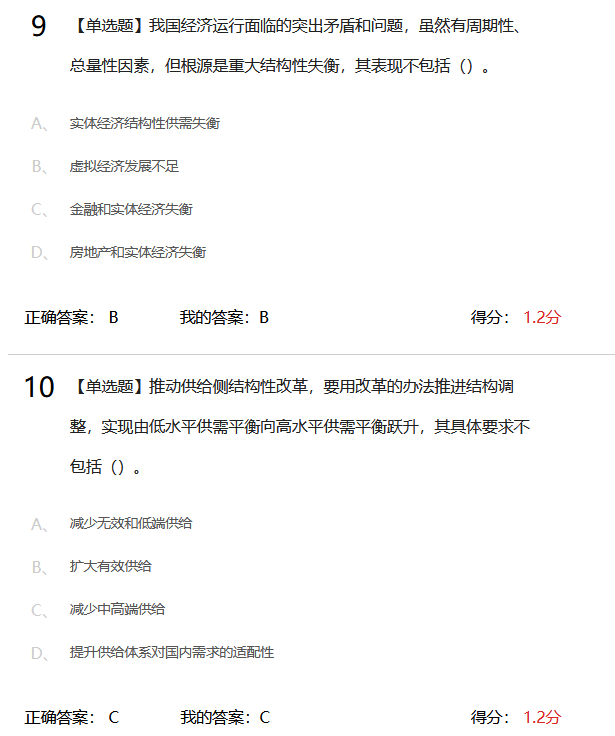 9 【单选题】我国经济运行面临的突出矛盾和问题，虽然有周期性、
总量性因素，但根源是重大结构性失衡，其表现不包括（）。
A、 实体经济结构性供需失衡
B、 虚拟经济发展不足
C、 金融和实体经济失衡
D、 房地产和实体经济失衡
正确答案： B 我的答案：B 得分： 1.2分
10 【单选题】推动供给侧结构性改革，要用改革的办法推进结构调
整，实现由低水平供需平衡向高水平供需平衡跃升，其具体要求不
包括（）。
A、 减少无效和低端供给
B、 扩大有效供给
C、 减少中高端供给
D、 提升供给体系对国内需求的适配性
正确答案： C 我的答案：C 得分： 1.2分